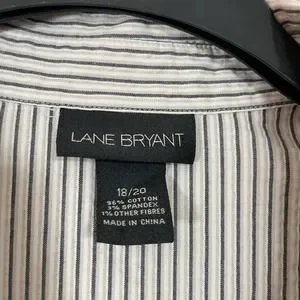 LANE BRYANT
18/20
96% COTTON
3% SPANDEX
1% OTHER FIBRES
MADE IN CHINA